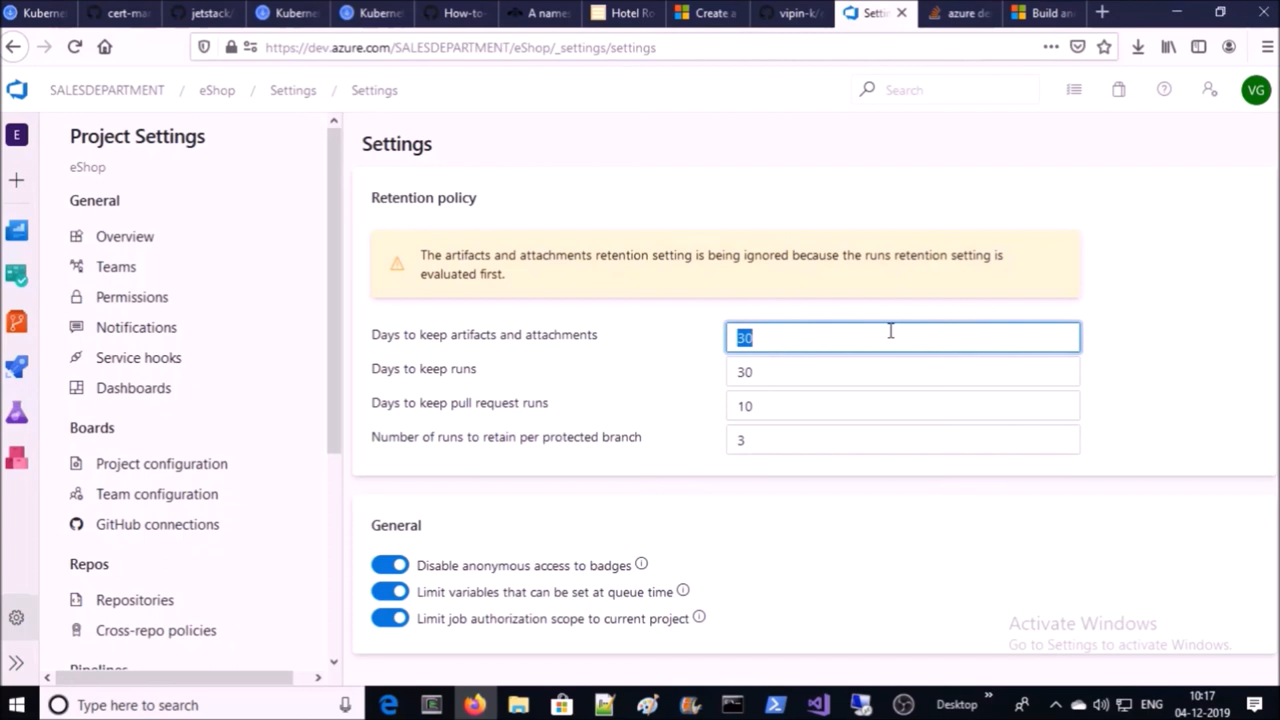 Kuberne
cert-ma
jetstack/
Kuberne
Kuberne
How-to-
A name
Hotel Ro
Create a
vipin-k/
Setti
azure de
Build an
https://dev.azure.com/SALESDEPARTMENT/eShop/_settings/settings
SALESDEPARTMENT / eShop / Settings / Settings
Search
VG
E
Project Settings
eShop
General
Overview
Teams
Permissions
Notifications
Service hooks
Dashboards
Boards
Project configuration
Team configuration
GitHub connections
Repos
Repositories
Cross-repo policies
Pipelines
Settings
Retention policy
The artifacts and attachments retention setting is being ignored because the runs retention setting is
evaluated first.
Days to keep artifacts and attachments 30
Days to keep runs 30
Days to keep pull request runs 10
Number of runs to retain per protected branch 3
General
Disable anonymous access to badges
Limit variables that can be set at queue time
Limit job authorization scope to current project
Activate Windows
Go to Settings to activate Windows.
Type here to search
Desktop
ENG
10:17
04-12-2019